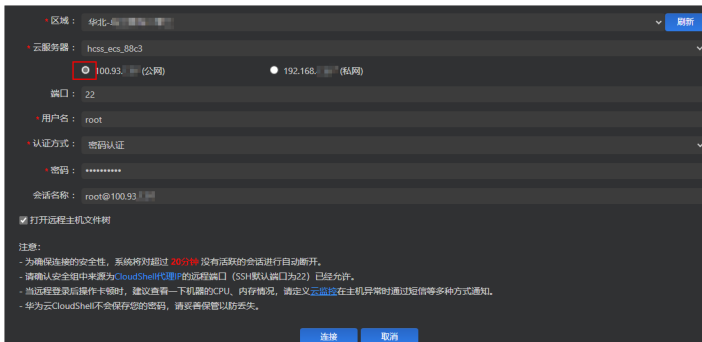 *区域： 华北- 刷新
*云服务器： hcss_ecs_88c3
100.93. (公网) 192.168. (私网)
端口： 22
*用户名： root
*认证方式： 密码认证
*密码： ••••••••••
会话名称： root@100.93.
打开远程主机文件树
注意：
- 为确保连接的安全性，系统将对超过 20分钟 没有活跃的会话进行自动断开。
- 请确认安全组中来源为CloudShell代理IP的远程端口（SSH默认端口为22）已经允许。
- 当远程登录后操作卡顿时，建议查看一下机器的CPU、内存情况，请定义云监控在主机异常时通过短信等多种方式通知。
- 华为云CloudShell不会保存您的密码，请妥善保管以防丢失。
连接 取消